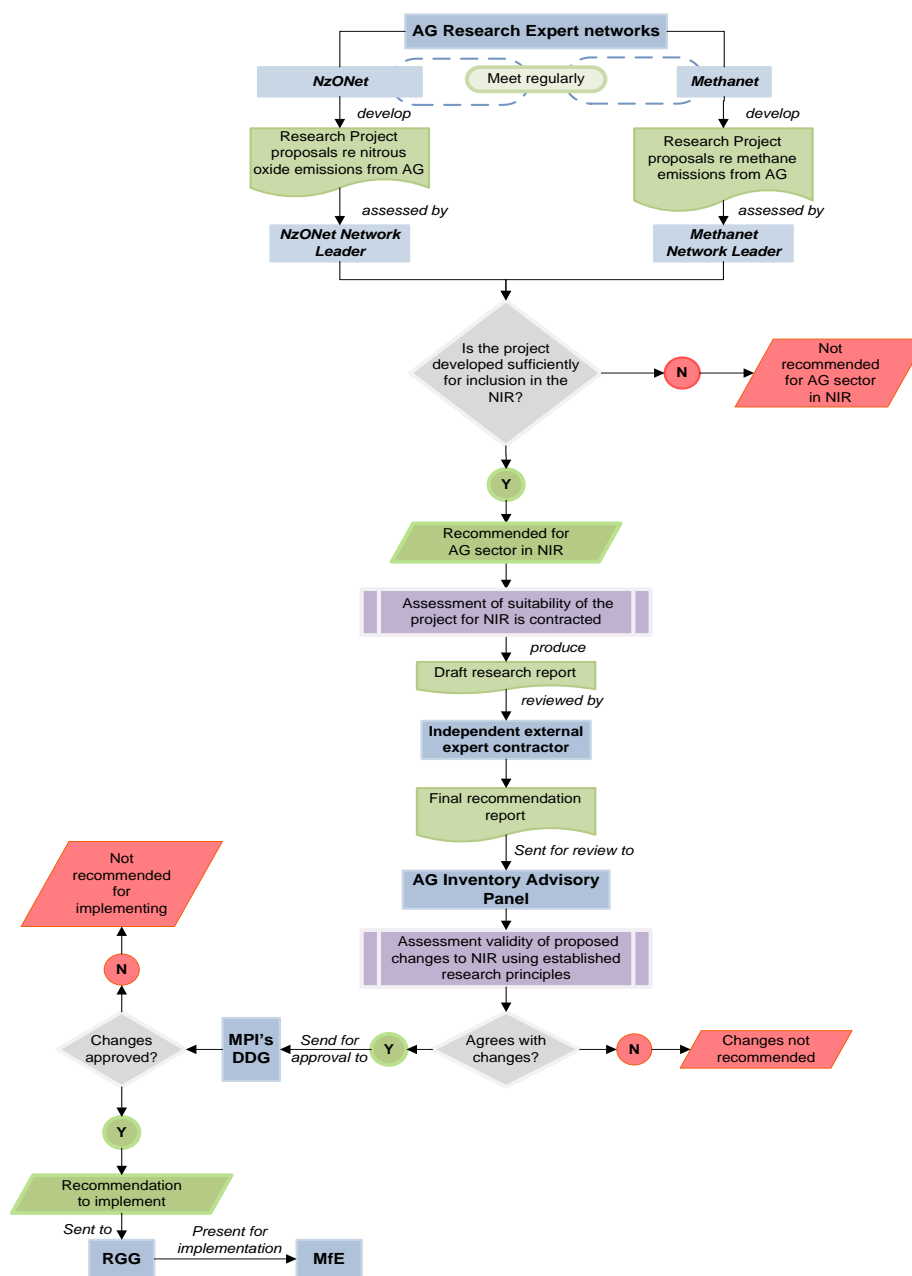 AG Research Expert networks
NzONet
Meet regularly
Methanet
develop
develop
Research Project
proposals re nitrous
oxide emissions from AG
Research Project
proposals re methane
emissions from AG
assessed by
assessed by
NzONet Network
Leader
Methanet
Network Leader
Is the project
developed sufficiently
for inclusion in the
NIR?
N
Not
recommended
for AG sector
in NIR
Y
Recommended for
AG sector in NIR
Assessment of suitability of the
project for NIR is contracted
produce
Draft research report
reviewed by
Independent external
expert contractor
Final recommendation
report
Sent for review to
AG Inventory Advisory
Panel
Assessment validity of proposed
changes to NIR using established
research principles
Agrees with
changes?
N
Changes not
recommended
Y
Send for
approval to
MPI's
DDG
Changes
approved?
N
Not
recommended
for
implementing
Y
Recommendation
to implement
Sent to
RGG
Present for
implementation
MfE